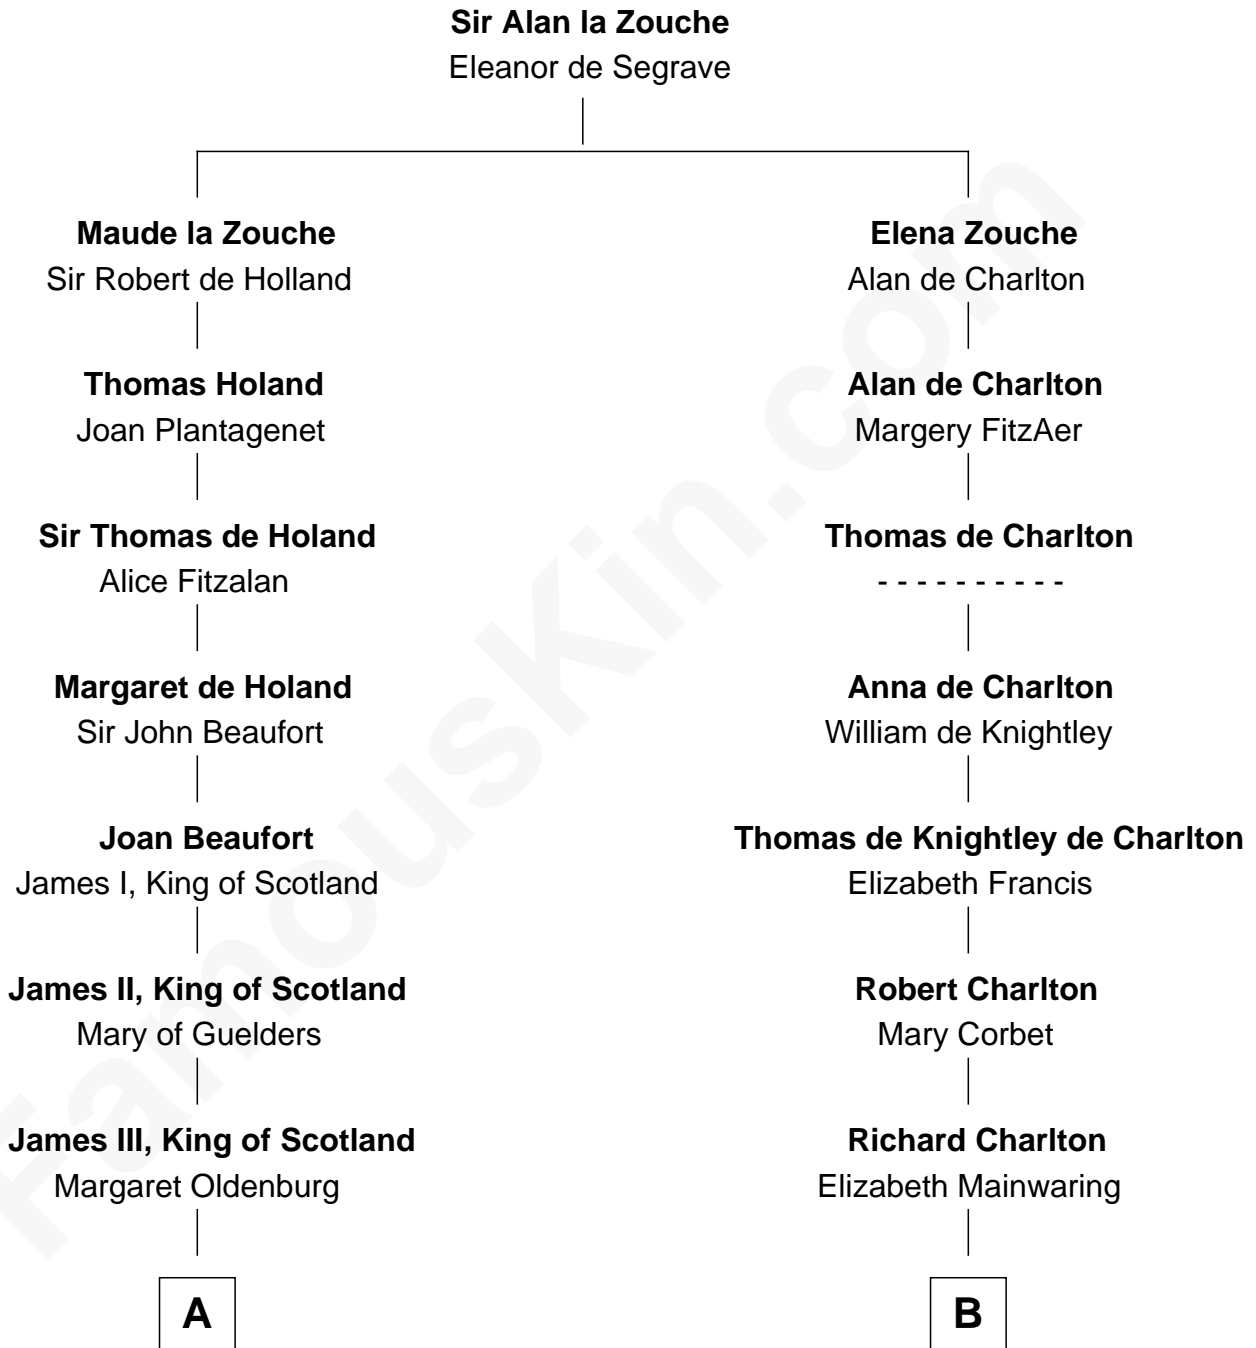 Sir Alan la Zouche
Eleanor de Segrave
Maude la Zouche
Sir Robert de Holland
Elena Zouche
Alan de Charlton
Thomas Holand
Joan Plantagenet
Alan de Charlton
Margery FitzAer
Sir Thomas de Holand
Alice Fitzalan
Thomas de Charlton
- - - - - - - - - -
Margaret de Holand
Sir John Beaufort
Anna de Charlton
William de Knightley
Joan Beaufort
James I, King of Scotland
Thomas de Knightley de Charlton
Elizabeth Francis
James II, King of Scotland
Mary of Guelders
Robert Charlton
Mary Corbet
James III, King of Scotland
Margaret Oldenburg
Richard Charlton
Elizabeth Mainwaring
A
B
FamousKin.com